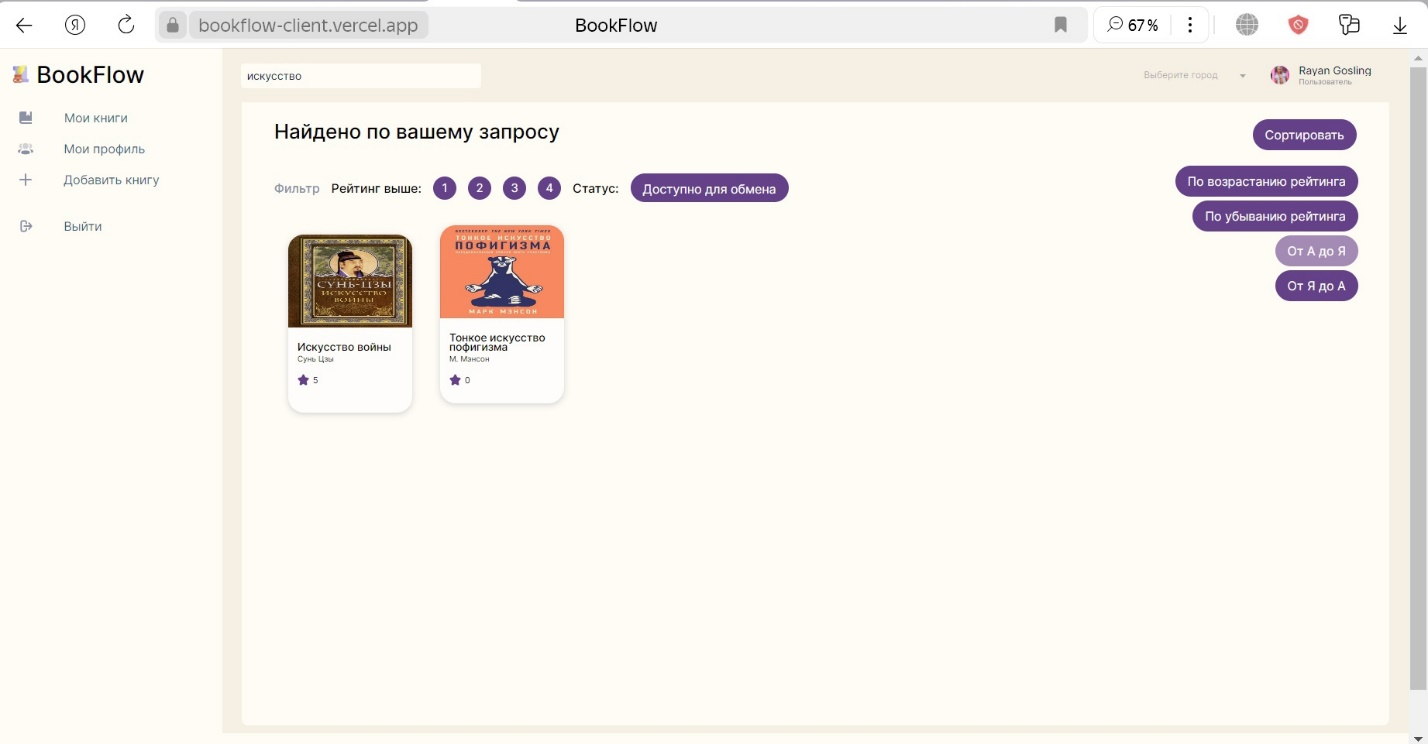 bookflow-client.vercel.app
BookFlow
67%
BookFlow
искусство
Выберите город
Rayan Gosling
Пользователь
Мои книги
Мои профиль
Добавить книгу
Выйти
Найдено по вашему запросу
Сортировать
Фильтр Рейтинг выше: 1 2 3 4 Статус: Доступно для обмена
По возрастанию рейтинга
По убыванию рейтинга
От А до Я
От Я до А
СУНЬ-ЦЗЫ
ИСКУССТВО
ВОЙНЫ
Искусство войны
Сунь Цзы
5
ТОНКОЕ ИСКУССТВО
ПОФИГИЗМА
МАРК МЭНСОН
Тонкое искусство
пофигизма
М. Мэнсон
0